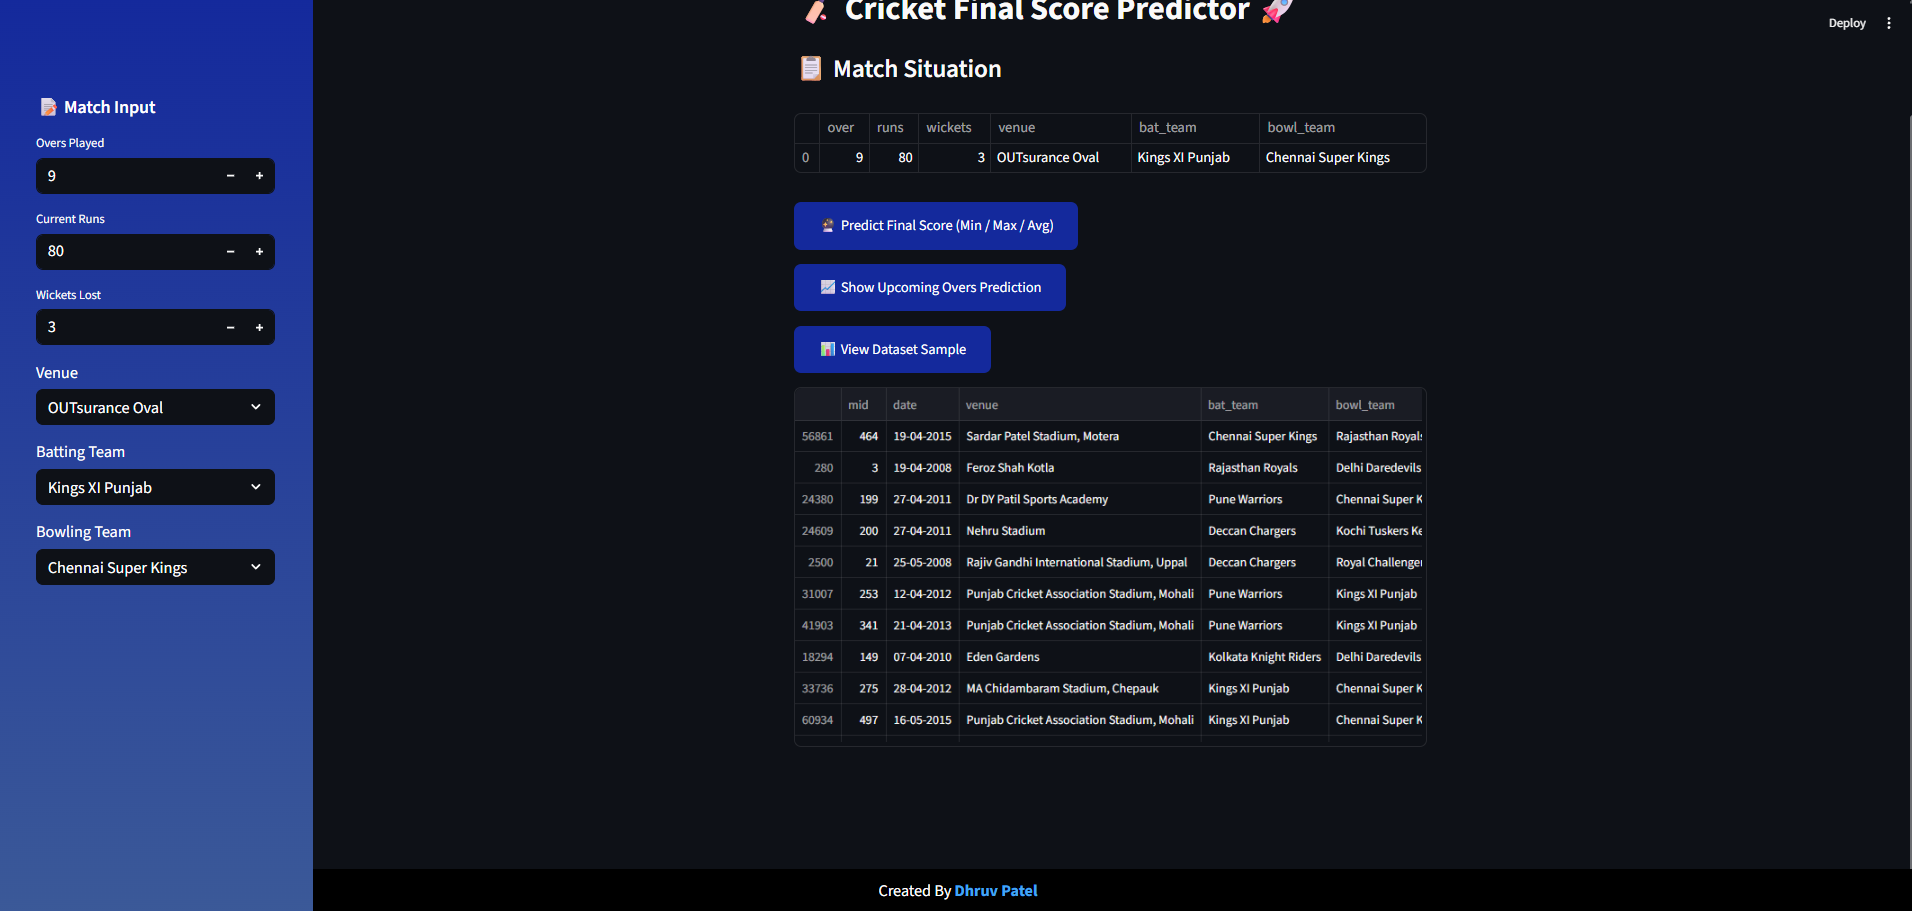 Match Input
Overs Played
9 − +
Current Runs
80 − +
Wickets Lost
3 − +
Venue
OUTsurance Oval
Batting Team
Kings XI Punjab
Bowling Team
Chennai Super Kings
Deploy
Cricket Final Score Predictor
Match Situation
over runs wickets venue bat_team bowl_team
0 9 80 3 OUTsurance Oval Kings XI Punjab Chennai Super Kings
Predict Final Score (Min / Max / Avg)
Show Upcoming Overs Prediction
View Dataset Sample
mid date venue bat_team bowl_team
56861 464 19-04-2015 Sardar Patel Stadium, Motera Chennai Super Kings Rajasthan Royals
280 3 19-04-2008 Feroz Shah Kotla Rajasthan Royals Delhi Daredevils
24380 199 27-04-2011 Dr DY Patil Sports Academy Pune Warriors Chennai Super K
24609 200 27-04-2011 Nehru Stadium Deccan Chargers Kochi Tuskers Ke
2500 21 25-05-2008 Rajiv Gandhi International Stadium, Uppal Deccan Chargers Royal Challenger
31007 253 12-04-2012 Punjab Cricket Association Stadium, Mohali Pune Warriors Kings XI Punjab
41903 341 21-04-2013 Punjab Cricket Association Stadium, Mohali Pune Warriors Kings XI Punjab
18294 149 07-04-2010 Eden Gardens Kolkata Knight Riders Delhi Daredevils
33736 275 28-04-2012 MA Chidambaram Stadium, Chepauk Kings XI Punjab Chennai Super K
60934 497 16-05-2015 Punjab Cricket Association Stadium, Mohali Kings XI Punjab Chennai Super K
Created By Dhruv Patel